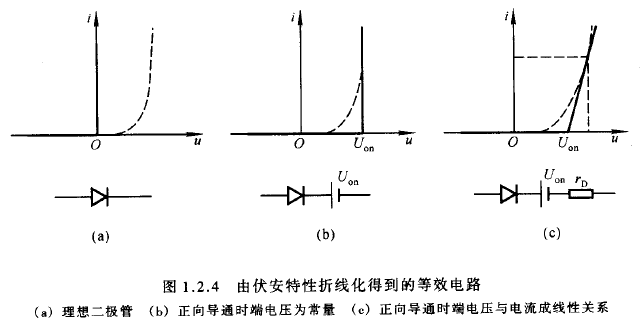 i i i
O u O U_on u O U_on u
U_on U_on r_D
(a) (b) (c)
图 1.2.4 由伏安特性折线化得到的等效电路
(a) 理想二极管 (b) 正向导通时端电压为常量 (c) 正向导通时端电压与电流成线性关系